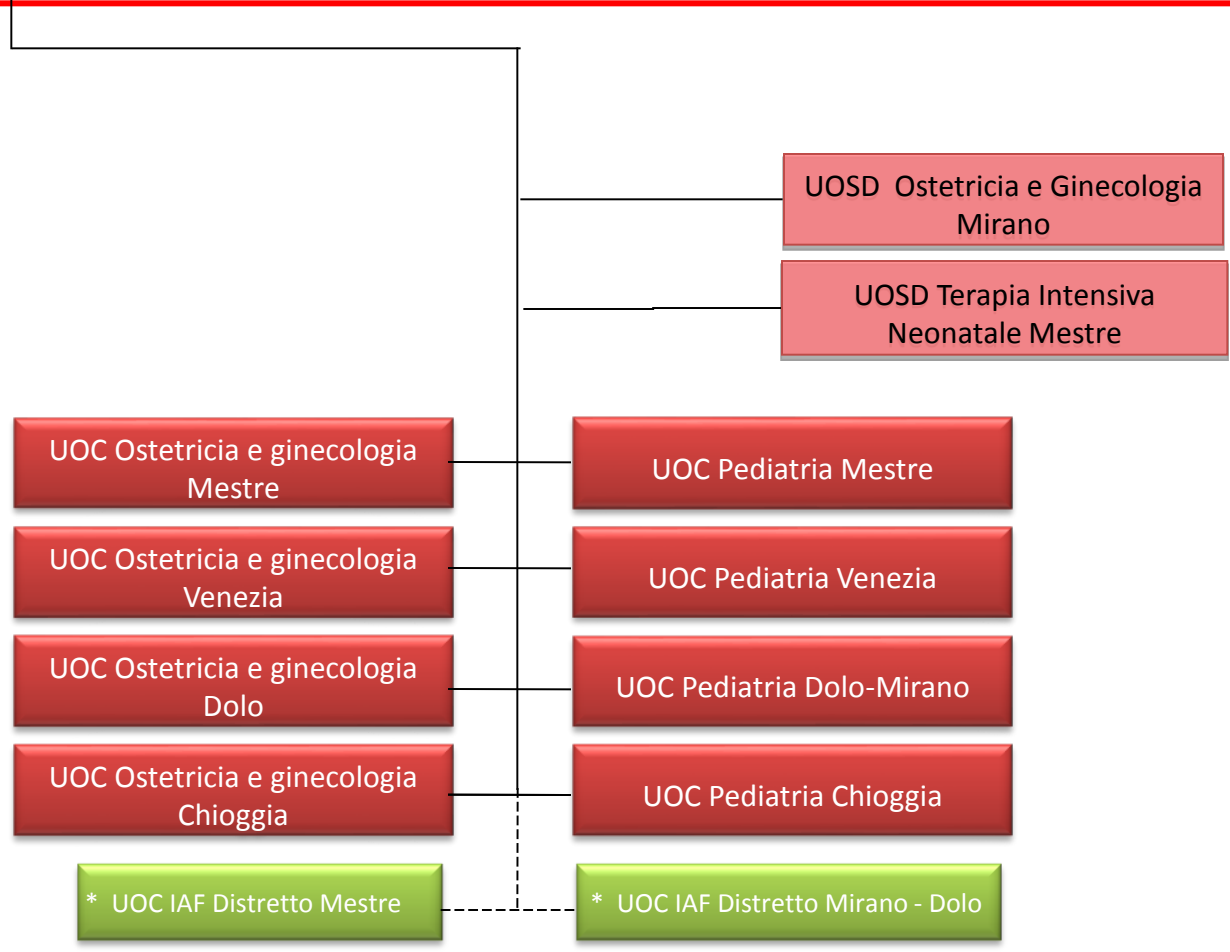 UOSD Ostetricia e Ginecologia
Mirano
UOSD Terapia Intensiva
Neonatale Mestre
UOC Ostetricia e ginecologia
Mestre
UOC Pediatria Mestre
UOC Ostetricia e ginecologia
Venezia
UOC Pediatria Venezia
UOC Ostetricia e ginecologia
Dolo
UOC Pediatria Dolo-Mirano
UOC Ostetricia e ginecologia
Chioggia
UOC Pediatria Chioggia
* UOC IAF Distretto Mestre
* UOC IAF Distretto Mirano - Dolo